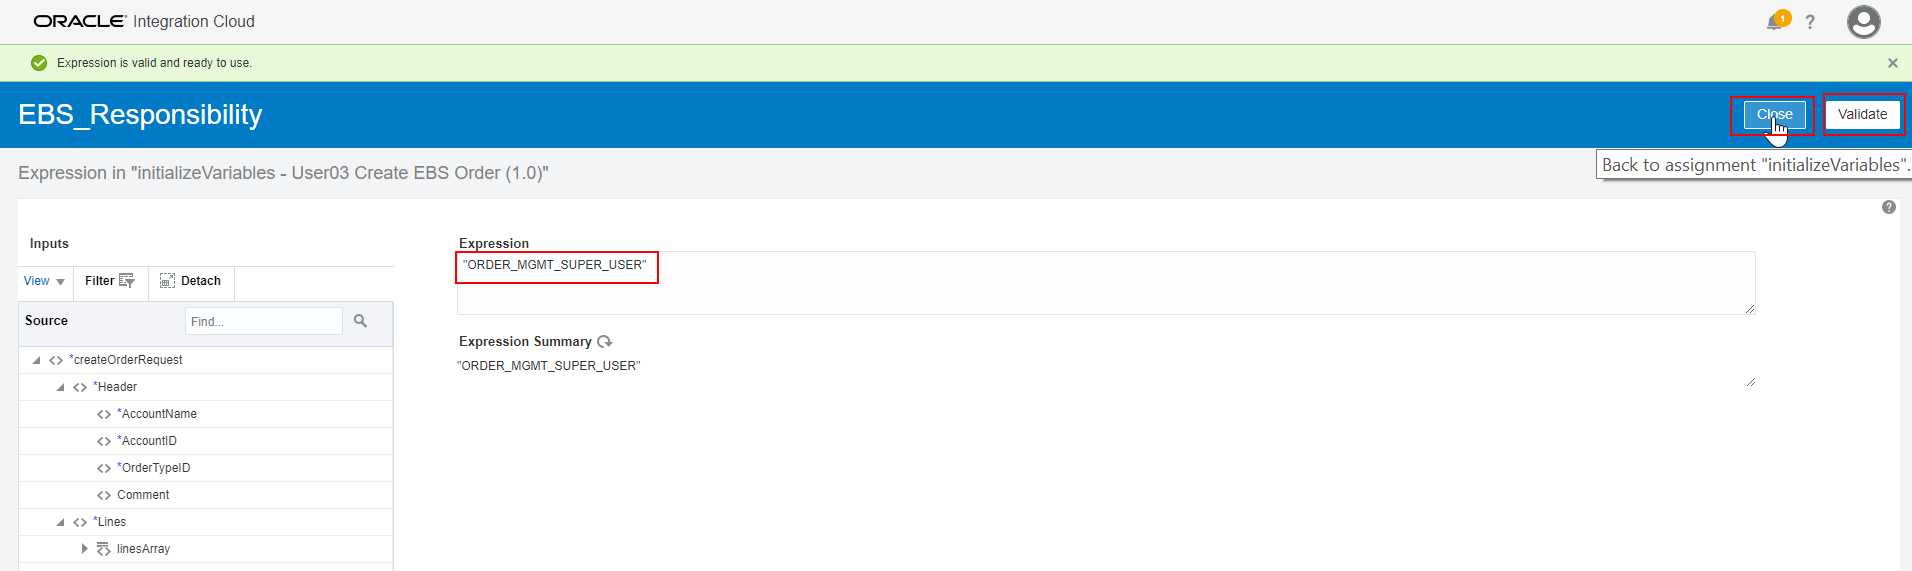 ORACLE Integration Cloud
1
?
Expression is valid and ready to use.
EBS_Responsibility
Close
Validate
Expression in "initializeVariables - User03 Create EBS Order (1.0)"
Back to assignment "initializeVariables".
?
Inputs
Expression
"ORDER_MGMT_SUPER_USER"
View
Filter
Detach
Source
Find...
Expression Summary
"ORDER_MGMT_SUPER_USER"
*createOrderRequest
*Header
*AccountName
*AccountID
*OrderTypeID
Comment
*Lines
linesArray